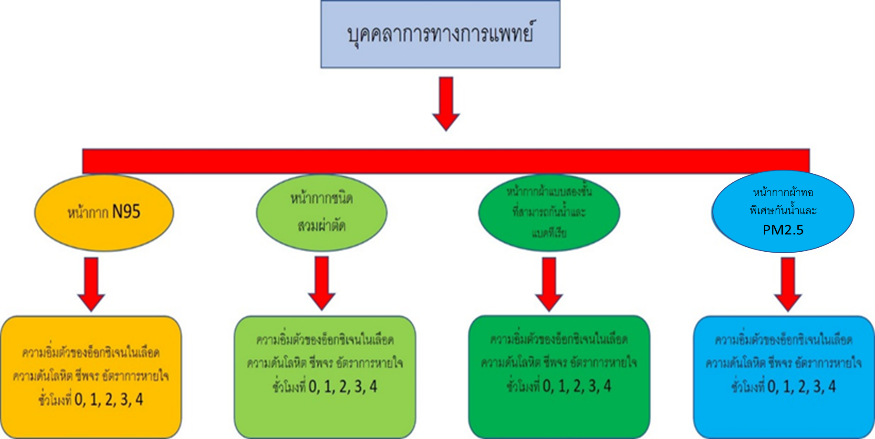 บุคคลาการทางการแพทย์
หน้ากาก N95
หน้ากากชนิด
สวมผ่าตัด
หน้ากากผ้าแบบสองชั้น
ที่สามารถกันน้ำและ
แบคทีเรีย
หน้ากากผ้าทอ
พิเศษกันน้ำและ
PM2.5
ความอิ่มตัวของอ็อกซิเจนในเลือด
ความดันโลหิต ชีพจร อัตราการหายใจ
ชั่วโมงที่ 0, 1, 2, 3, 4
ความอิ่มตัวของอ็อกซิเจนในเลือด
ความดันโลหิต ชีพจร อัตราการหายใจ
ชั่วโมงที่ 0, 1, 2, 3, 4
ความอิ่มตัวของอ็อกซิเจนในเลือด
ความดันโลหิต ชีพจร อัตราการหายใจ
ชั่วโมงที่ 0, 1, 2, 3, 4
ความอิ่มตัวของอ็อกซิเจนในเลือด
ความดันโลหิต ชีพจร อัตราการหายใจ
ชั่วโมงที่ 0, 1, 2, 3, 4